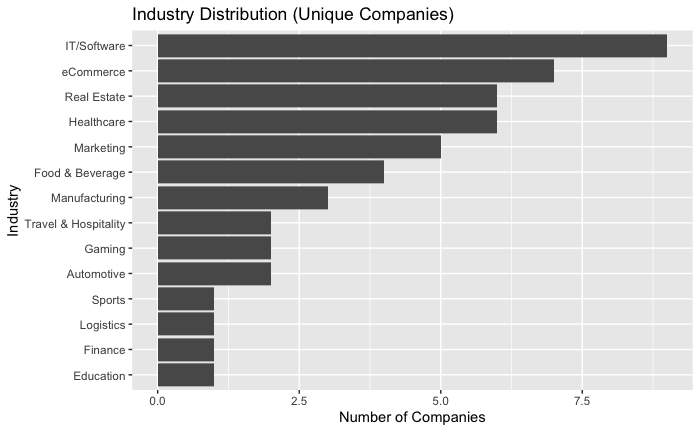 Industry Distribution (Unique Companies)
Industry
IT/Software
eCommerce
Real Estate
Healthcare
Marketing
Food & Beverage
Manufacturing
Travel & Hospitality
Gaming
Automotive
Sports
Logistics
Finance
Education
0.0 2.5 5.0 7.5
Number of Companies